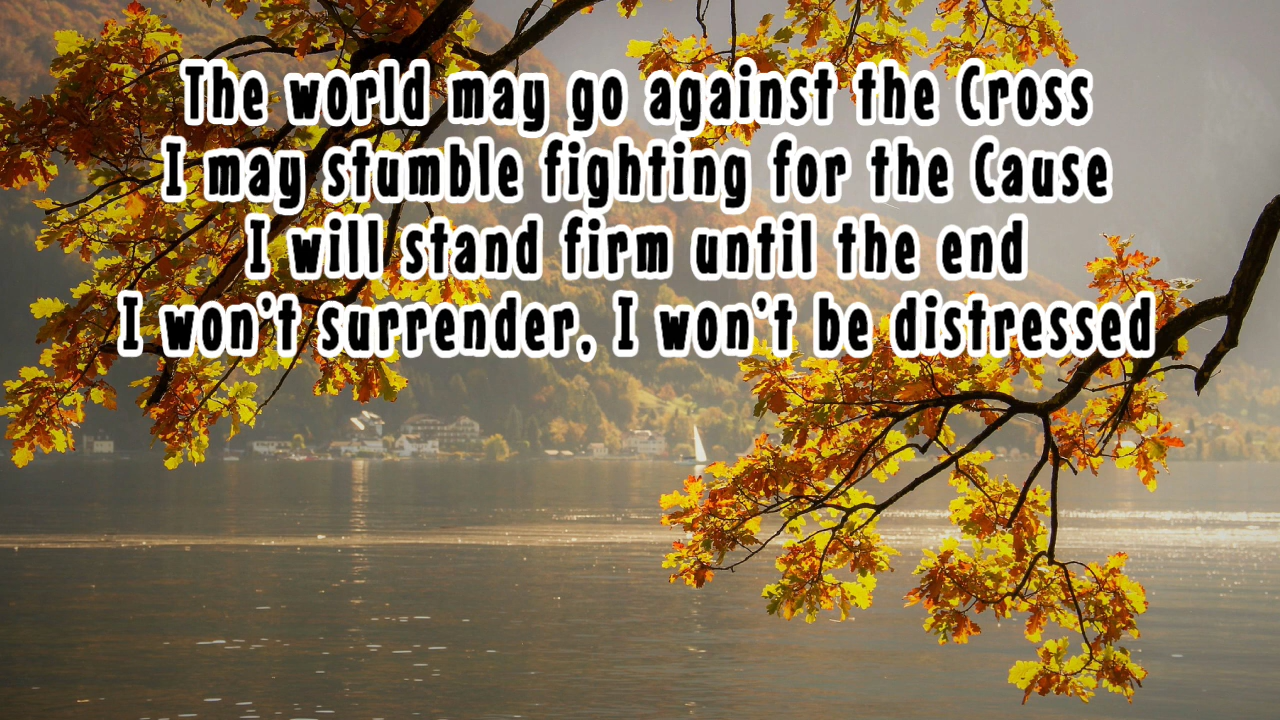 The world may go against the Cross
I may stumble fighting for the Cause
I will stand firm until the end
I won't surrender, I won't be distressed